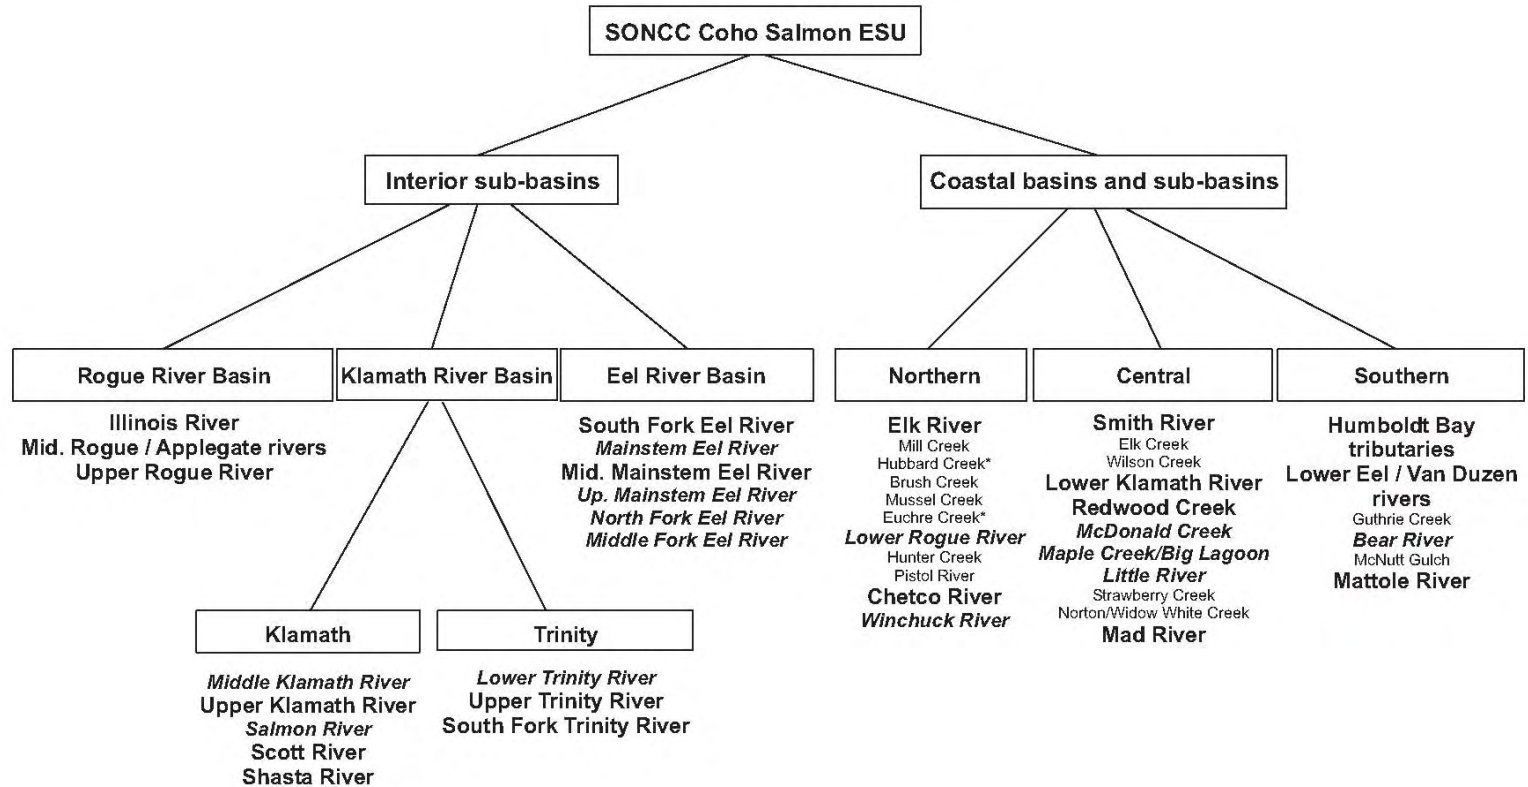 SONCC Coho Salmon ESU
Interior sub-basins
Coastal basins and sub-basins
Rogue River Basin
Illinois River
Mid. Rogue / Applegate rivers
Upper Rogue River
Klamath River Basin
Eel River Basin
South Fork Eel River
Mainstem Eel River
Mid. Mainstem Eel River
Up. Mainstem Eel River
North Fork Eel River
Middle Fork Eel River
Klamath
Middle Klamath River
Upper Klamath River
Salmon River
Scott River
Shasta River
Trinity
Lower Trinity River
Upper Trinity River
South Fork Trinity River
Northern
Elk River
Mill Creek
Hubbard Creek*
Brush Creek
Mussel Creek
Euchre Creek*
Lower Rogue River
Hunter Creek
Pistol River
Chetco River
Winchuck River
Central
Smith River
Elk Creek
Wilson Creek
Lower Klamath River
Redwood Creek
McDonald Creek
Maple Creek/Big Lagoon
Little River
Strawberry Creek
Norton/Widow White Creek
Mad River
Southern
Humboldt Bay
tributaries
Lower Eel / Van Duzen
rivers
Guthrie Creek
Bear River
McNutt Gulch
Mattole River